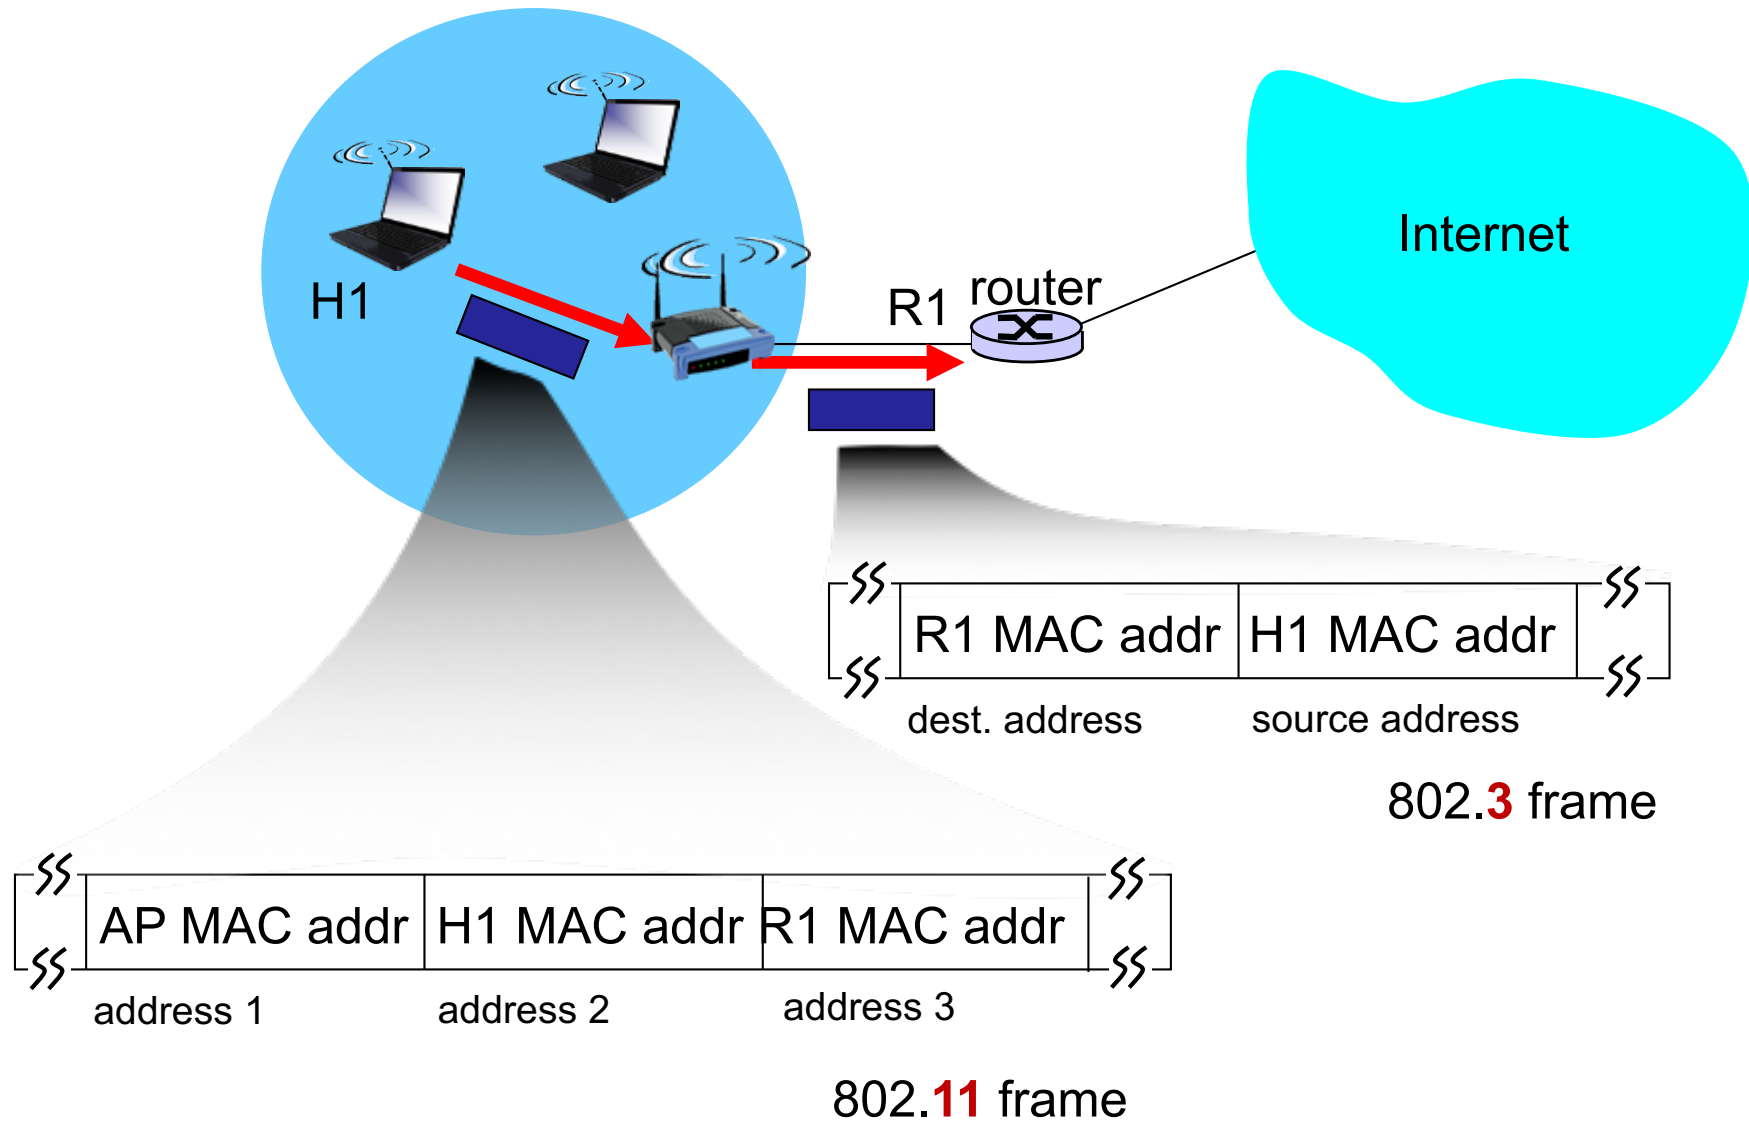 Internet
router
R1
H1
R1 MAC addr H1 MAC addr
dest. address source address
802.3 frame
AP MAC addr H1 MAC addr R1 MAC addr
address 1 address 2 address 3
802.11 frame